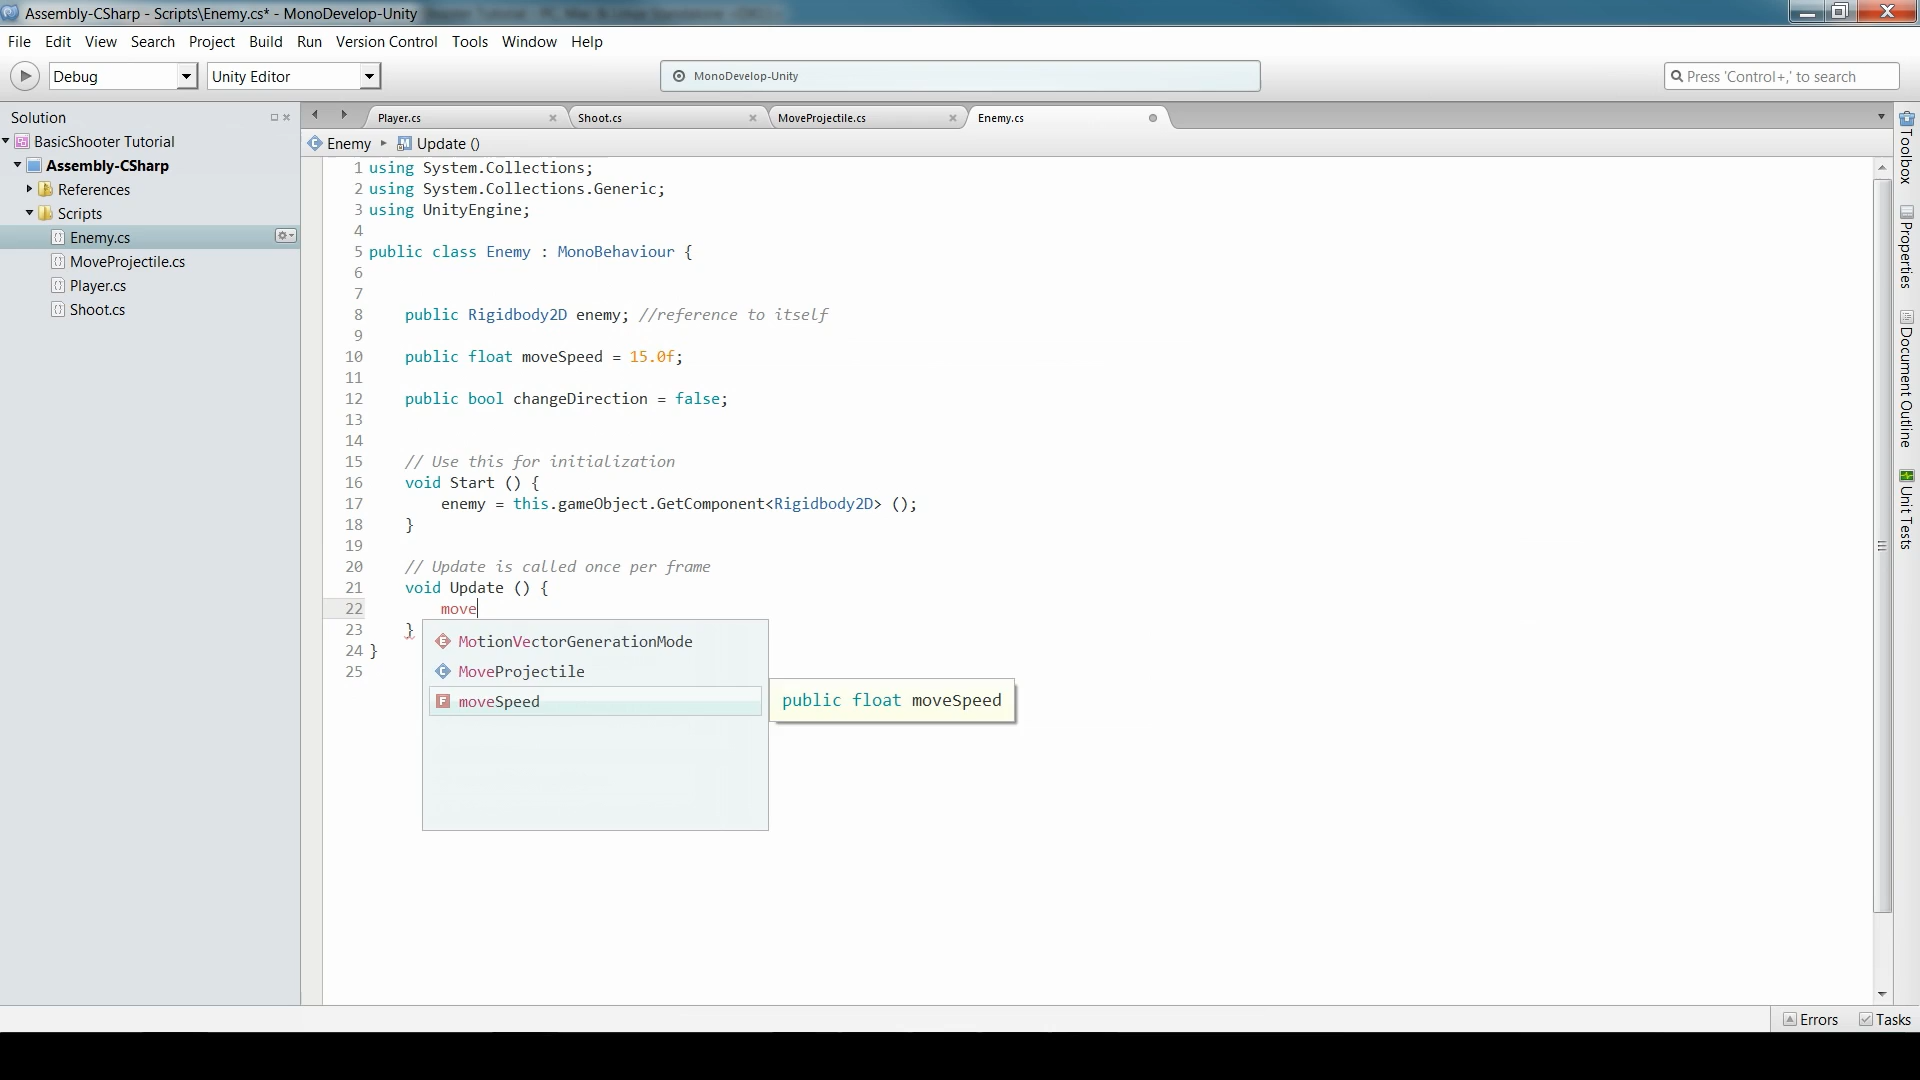 Assembly-CSharp - Scripts\Enemy.cs* - MonoDevelop-Unity
File Edit View Search Project Build Run Version Control Tools Window Help
Debug Unity Editor MonoDevelop-Unity Press 'Control+,' to search
Solution
BasicShooter Tutorial
Assembly-CSharp
References
Scripts
Enemy.cs
MoveProjectile.cs
Player.cs
Shoot.cs
Player.cs Shoot.cs MoveProjectile.cs Enemy.cs
Enemy Update ()
1 using System.Collections;
2 using System.Collections.Generic;
3 using UnityEngine;
4
5 public class Enemy : MonoBehaviour {
6
7
8 public Rigidbody2D enemy; //reference to itself
9
10 public float moveSpeed = 15.0f;
11
12 public bool changeDirection = false;
13
14
15 // Use this for initialization
16 void Start () {
17 enemy = this.gameObject.GetComponent<Rigidbody2D> ();
18 }
19
20 // Update is called once per frame
21 void Update () {
22 move
23 }
24 }
25
MotionVectorGenerationMode
MoveProjectile
moveSpeed
public float moveSpeed
Toolbox
Properties
Document Outline
Unit Tests
Errors Tasks